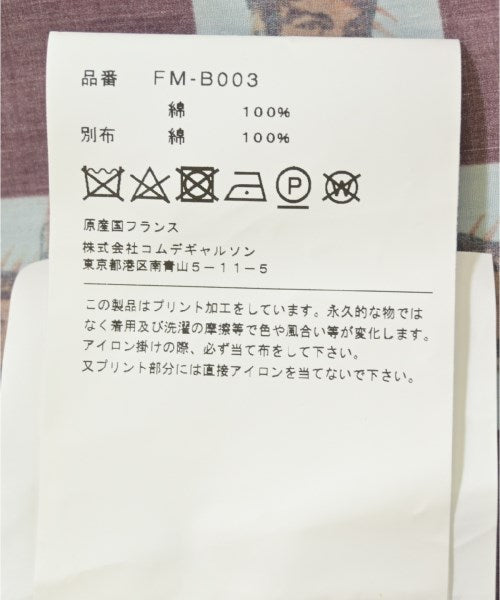 品番 FM-B003
綿 100%
別布 綿 100%
P W
原産国フランス
株式会社コムデギャルソン
東京都港区南青山5-11-5
この製品はプリント加工をしています。永久的な物では
なく着用及び洗濯の摩擦等で色や風合い等が変化します。
アイロン掛けの際、必ず当て布をして下さい。
又プリント部分には直接アイロンを当てないで下さい。